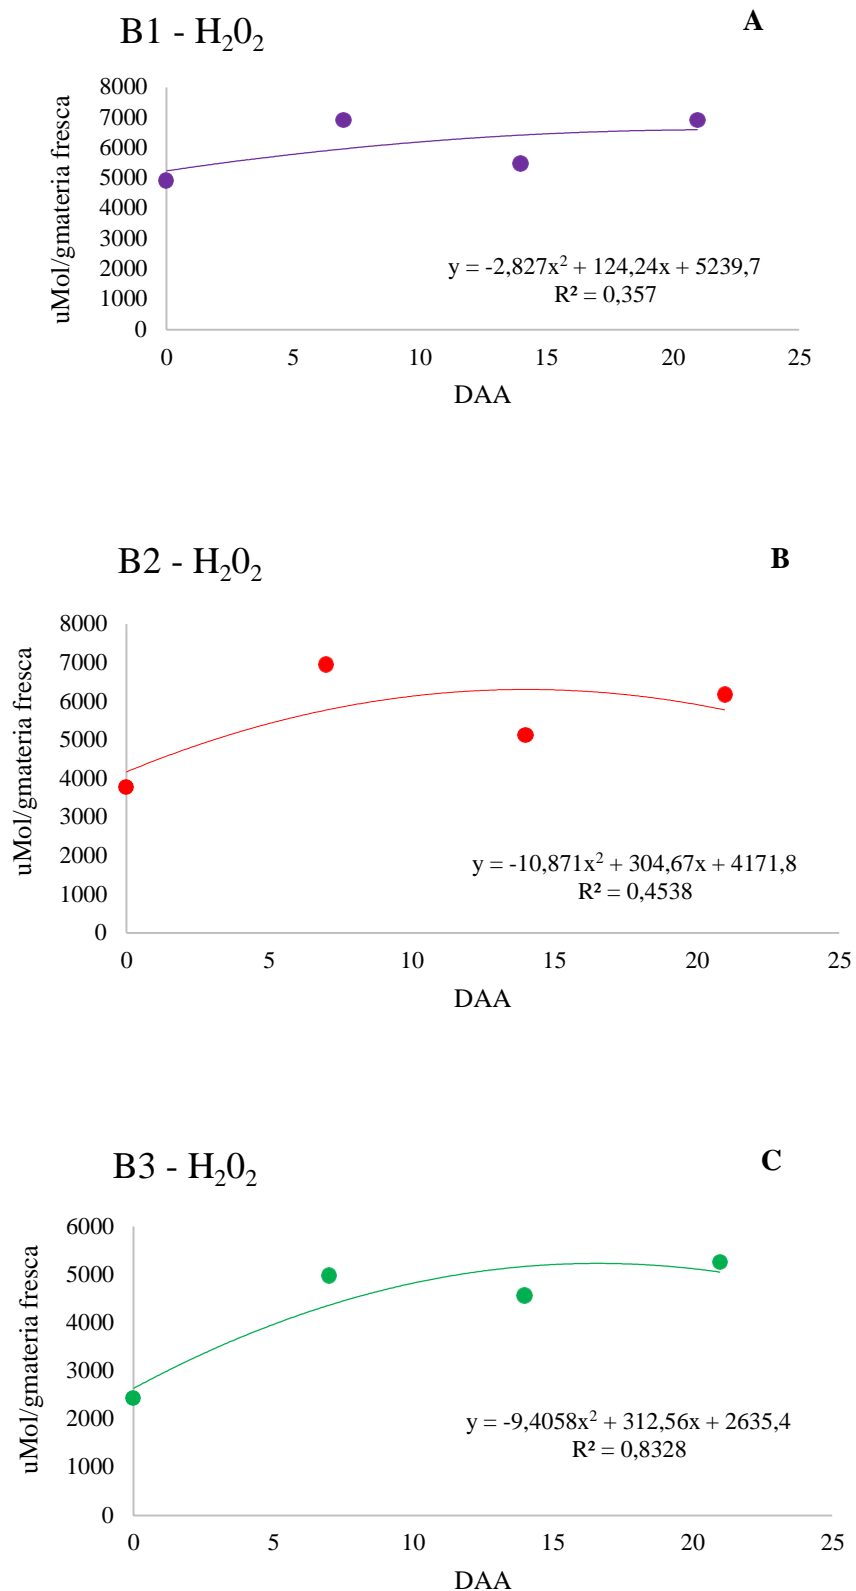 B1 - H₂0₂
A
uMol/gmateria fresca
8000
7000
6000
5000
4000
3000
2000
1000
0
y = -2,827x² + 124,24x + 5239,7
R² = 0,357
0 5 10 15 20 25
DAA
B2 - H₂0₂
B
uMol/gmateria fresca
8000
7000
6000
5000
4000
3000
2000
1000
0
y = -10,871x² + 304,67x + 4171,8
R² = 0,4538
0 5 10 15 20 25
DAA
B3 - H₂0₂
C
uMol/gmateria fresca
6000
5000
4000
3000
2000
1000
0
y = -9,4058x² + 312,56x + 2635,4
R² = 0,8328
0 5 10 15 20 25
DAA